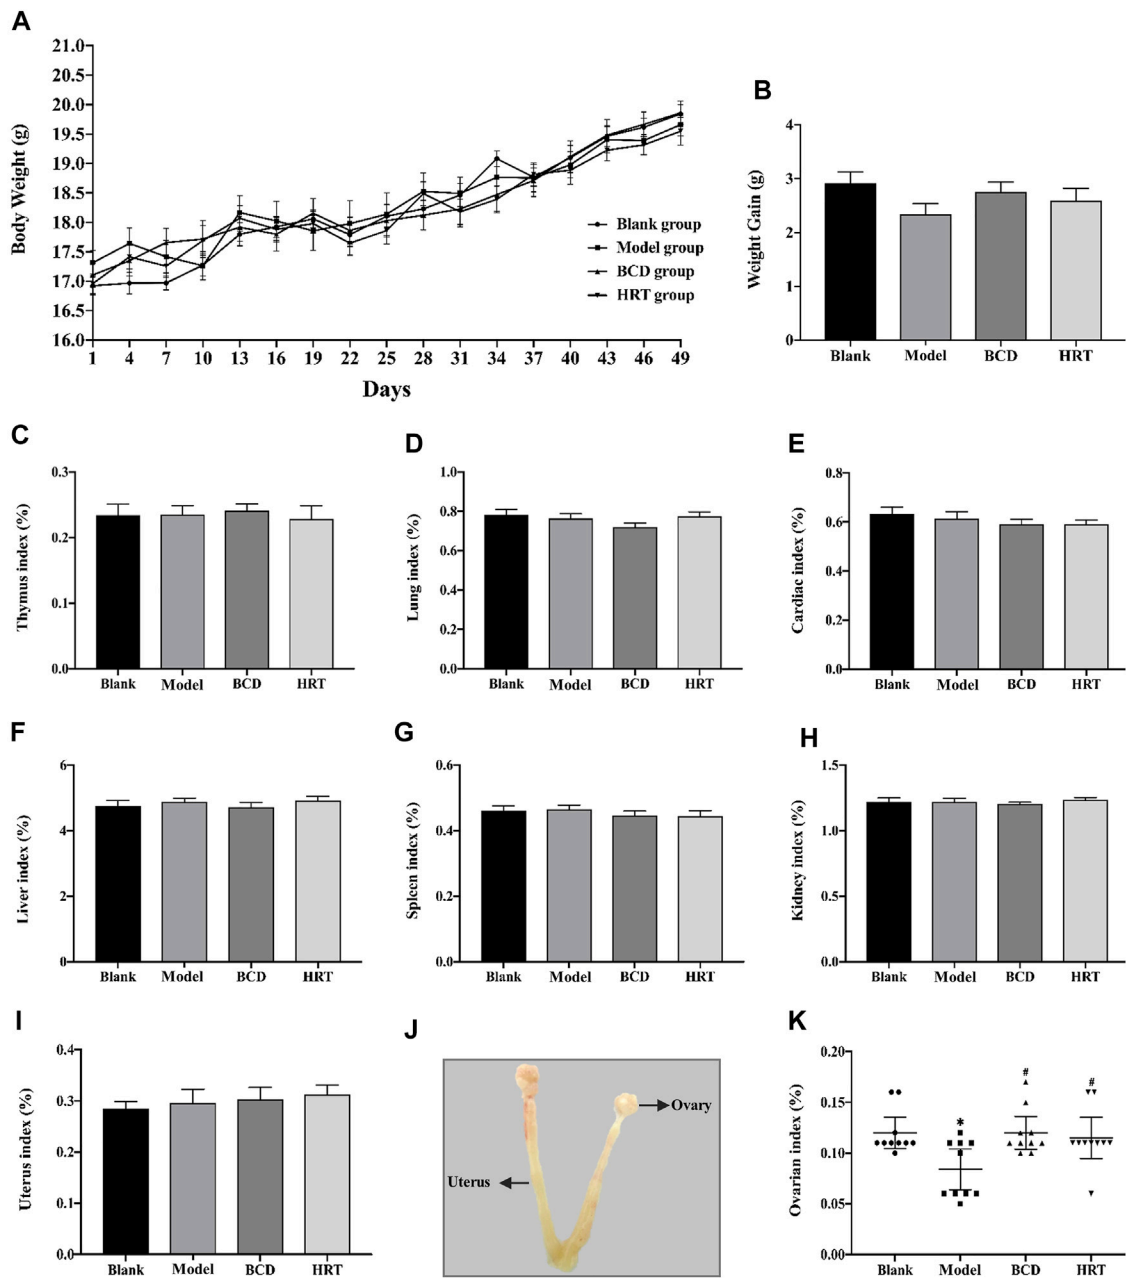 A
21.0
20.5
20.0
19.5
19.0
18.5
18.0
17.5
17.0
16.5
16.0
Body Weight (g)
1 4 7 10 13 16 19 22 25 28 31 34 37 40 43 46 49
Days
Blank group
Model group
BCD group
HRT group
B
4
3
2
1
0
Weight Gain (g)
Blank Model BCD HRT
C
0.3
0.2
0.1
0.0
Thymus index (%)
Blank Model BCD HRT
D
1.0
0.8
0.6
0.4
0.2
0.0
Lung index (%)
Blank Model BCD HRT
E
0.8
0.6
0.4
0.2
0.0
Cardiac index (%)
Blank Model BCD HRT
F
6
4
2
0
Liver index (%)
Blank Model BCD HRT
G
0.6
0.4
0.2
0.0
Spleen index (%)
Blank Model BCD HRT
H
1.5
1.0
0.5
0.0
Kidney index (%)
Blank Model BCD HRT
I
0.4
0.3
0.2
0.1
0.0
Uterus index (%)
Blank Model BCD HRT
J
Ovary
Uterus
K
0.20
0.15
0.10
0.05
0.00
Ovarian index (%)
*
#
#
Blank Model BCD HRT